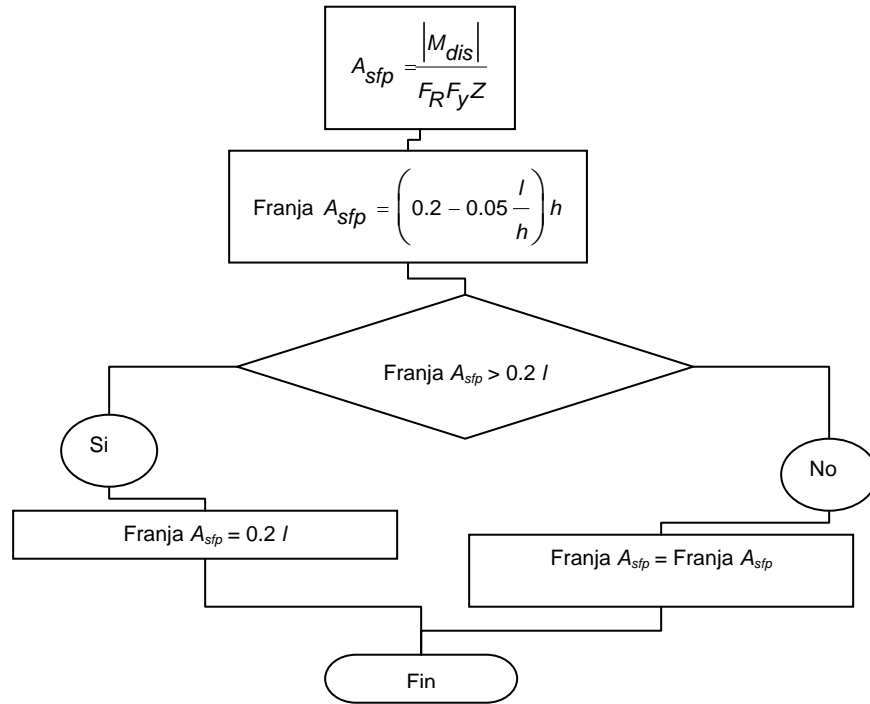 A_sfp = |M_dis| / F_R F_y Z
Franja A_sfp = (0.2 − 0.05 l/h) h
Franja A_sfp > 0.2 l
Si
No
Franja A_sfp = 0.2 l
Franja A_sfp = Franja A_sfp
Fin